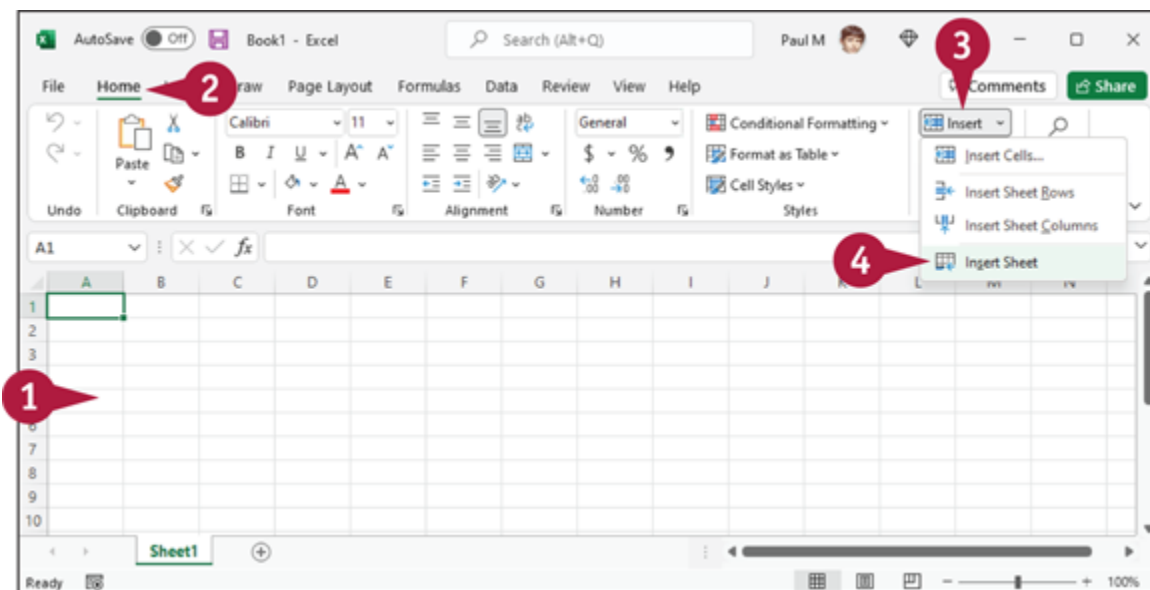 AutoSave Off Book1 - Excel Search (Alt+Q) Paul M 3
File Home 2 raw Page Layout Formulas Data Review View Help Comments Share
Calibri 11 General Conditional Formatting Insert
Paste B I U A A $ % Format as Table Insert Cells...
A Cell Styles Insert Sheet Rows
Undo Clipboard Font Alignment Number Styles Insert Sheet Columns
A1 fx 4 Insert Sheet
A B C D E F G H I J K L M N
1
2
3
1
6
7
8
9
10
Sheet1
Ready 100%